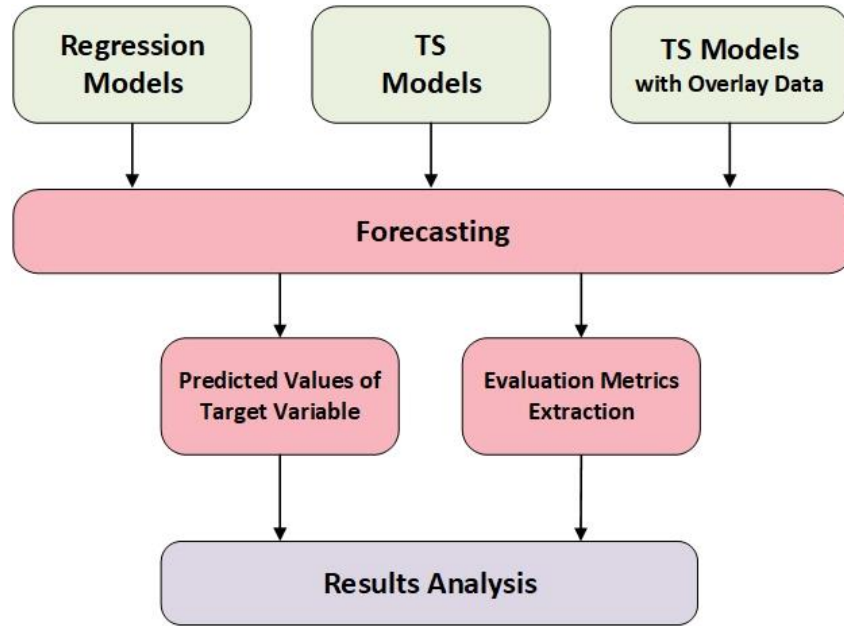 Regression
Models
TS
Models
TS Models
with Overlay Data
Forecasting
Predicted Values of
Target Variable
Evaluation Metrics
Extraction
Results Analysis